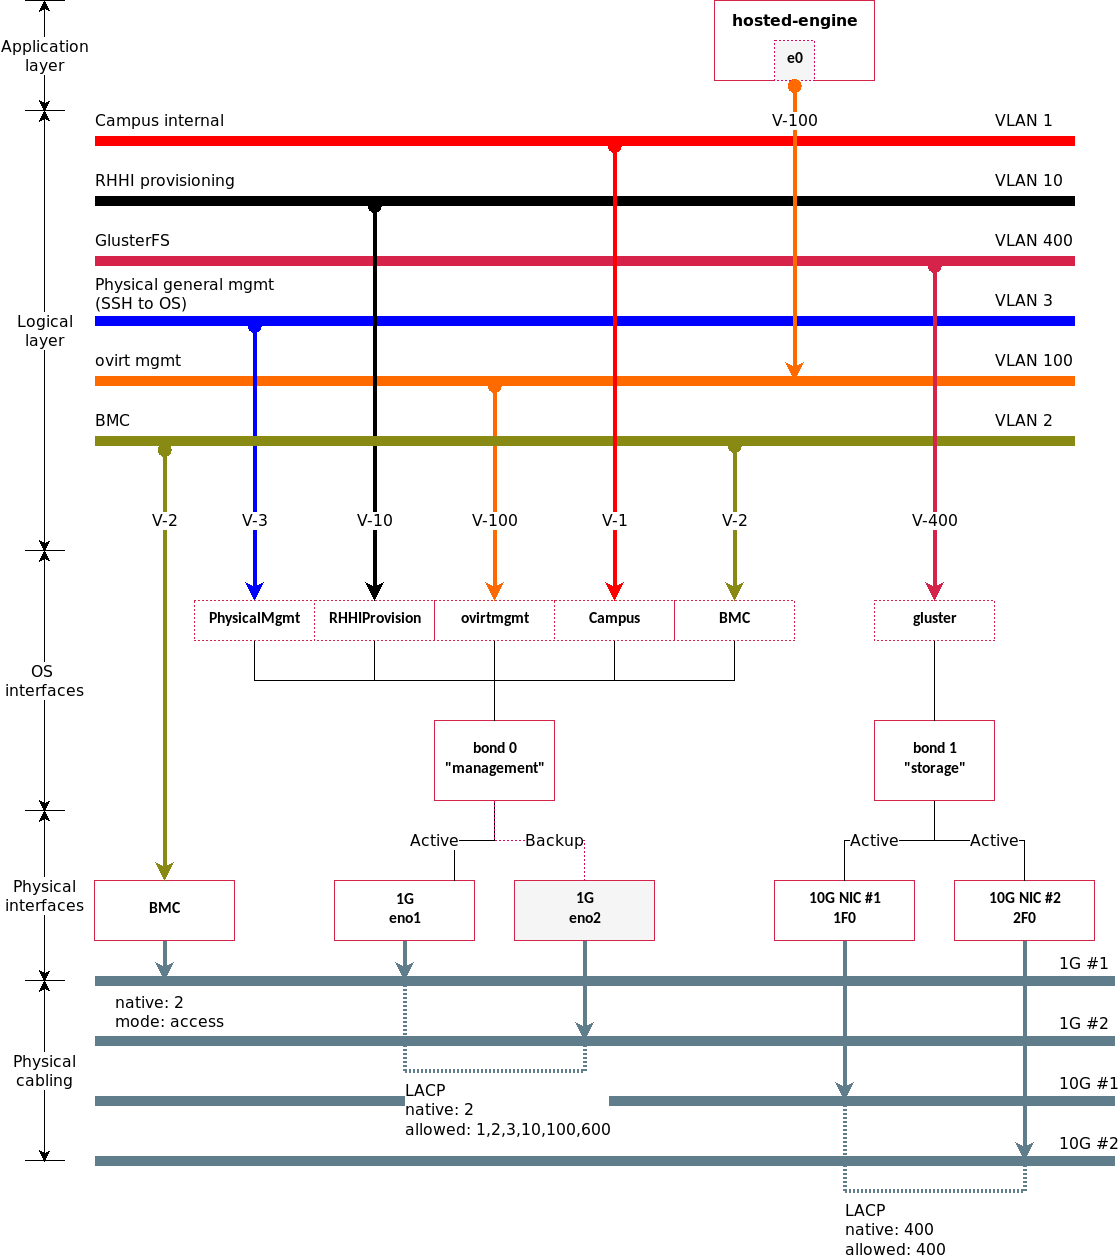 hosted-engine
e0
Application
layer
Campus internal
V-100
VLAN 1
RHHI provisioning
VLAN 10
GlusterFS
VLAN 400
Physical general mgmt
(SSH to OS)
VLAN 3
Logical
layer
ovirt mgmt
VLAN 100
BMC
VLAN 2
V-2
V-3
V-10
V-100
V-1
V-2
V-400
PhysicalMgmt
RHHIProvision
ovirtmgmt
Campus
BMC
gluster
OS
interfaces
bond 0
"management"
bond 1
"storage"
Active
Backup
Active
Active
Physical
interfaces
BMC
1G
eno1
1G
eno2
10G NIC #1
1F0
10G NIC #2
2F0
1G #1
native: 2
mode: access
1G #2
Physical
cabling
10G #1
LACP
native: 2
allowed: 1,2,3,10,100,600
10G #2
LACP
native: 400
allowed: 400